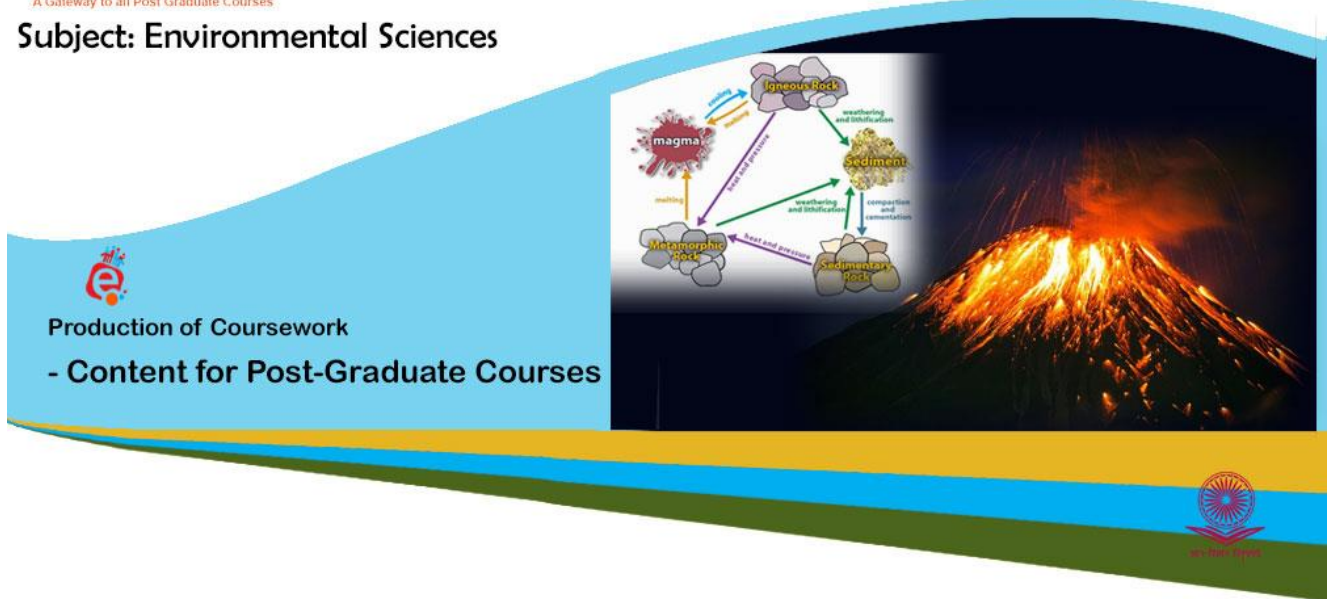 A Gateway to all Post Graduate Courses
Subject: Environmental Sciences
Igneous Rock
cooling
melting
weathering
and lithification
magma
heat and pressure
Sediment
melting
weathering
and lithification
compaction
and
cementation
Metamorphic
Rock
heat and pressure
Sedimentary
Rock
Production of Coursework
- Content for Post-Graduate Courses